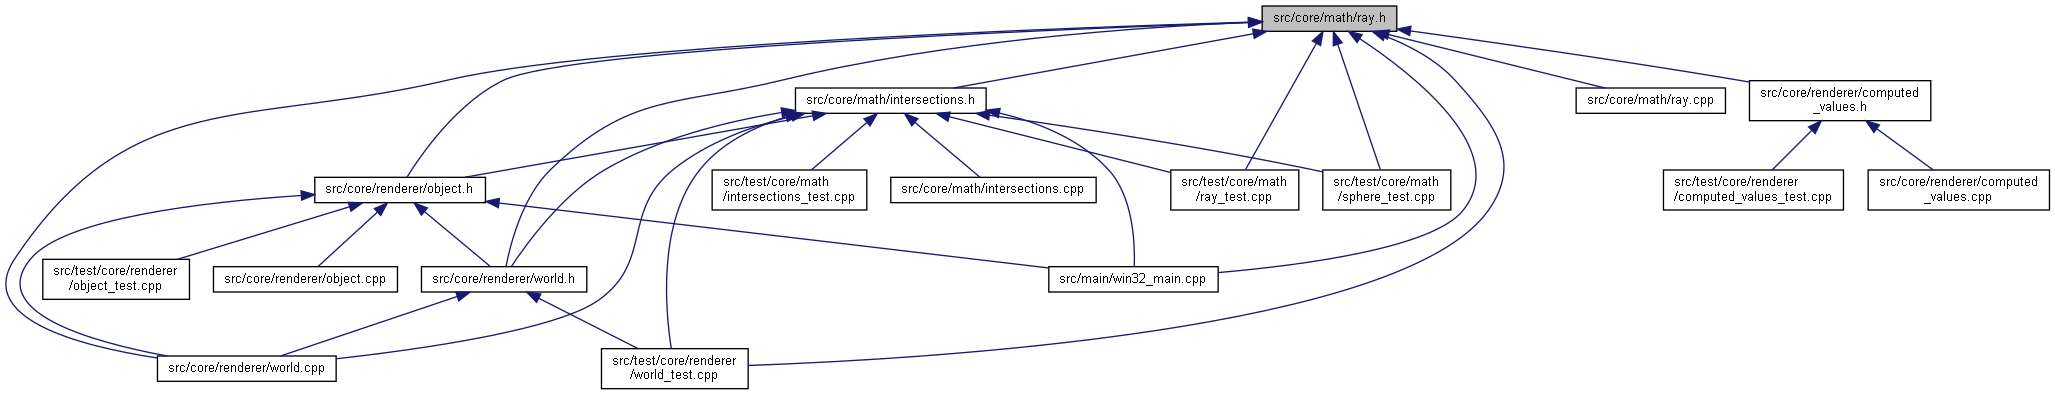 src/core/math/ray.h
src/core/math/intersections.h
src/core/math/ray.cpp
src/core/renderer/computed
_values.h
src/core/renderer/object.h
src/test/core/math
/intersections_test.cpp
src/core/math/intersections.cpp
src/test/core/math
/ray_test.cpp
src/test/core/math
/sphere_test.cpp
src/test/core/renderer
/computed_values_test.cpp
src/core/renderer/computed
_values.cpp
src/test/core/renderer
/object_test.cpp
src/core/renderer/object.cpp
src/core/renderer/world.h
src/main/win32_main.cpp
src/core/renderer/world.cpp
src/test/core/renderer
/world_test.cpp